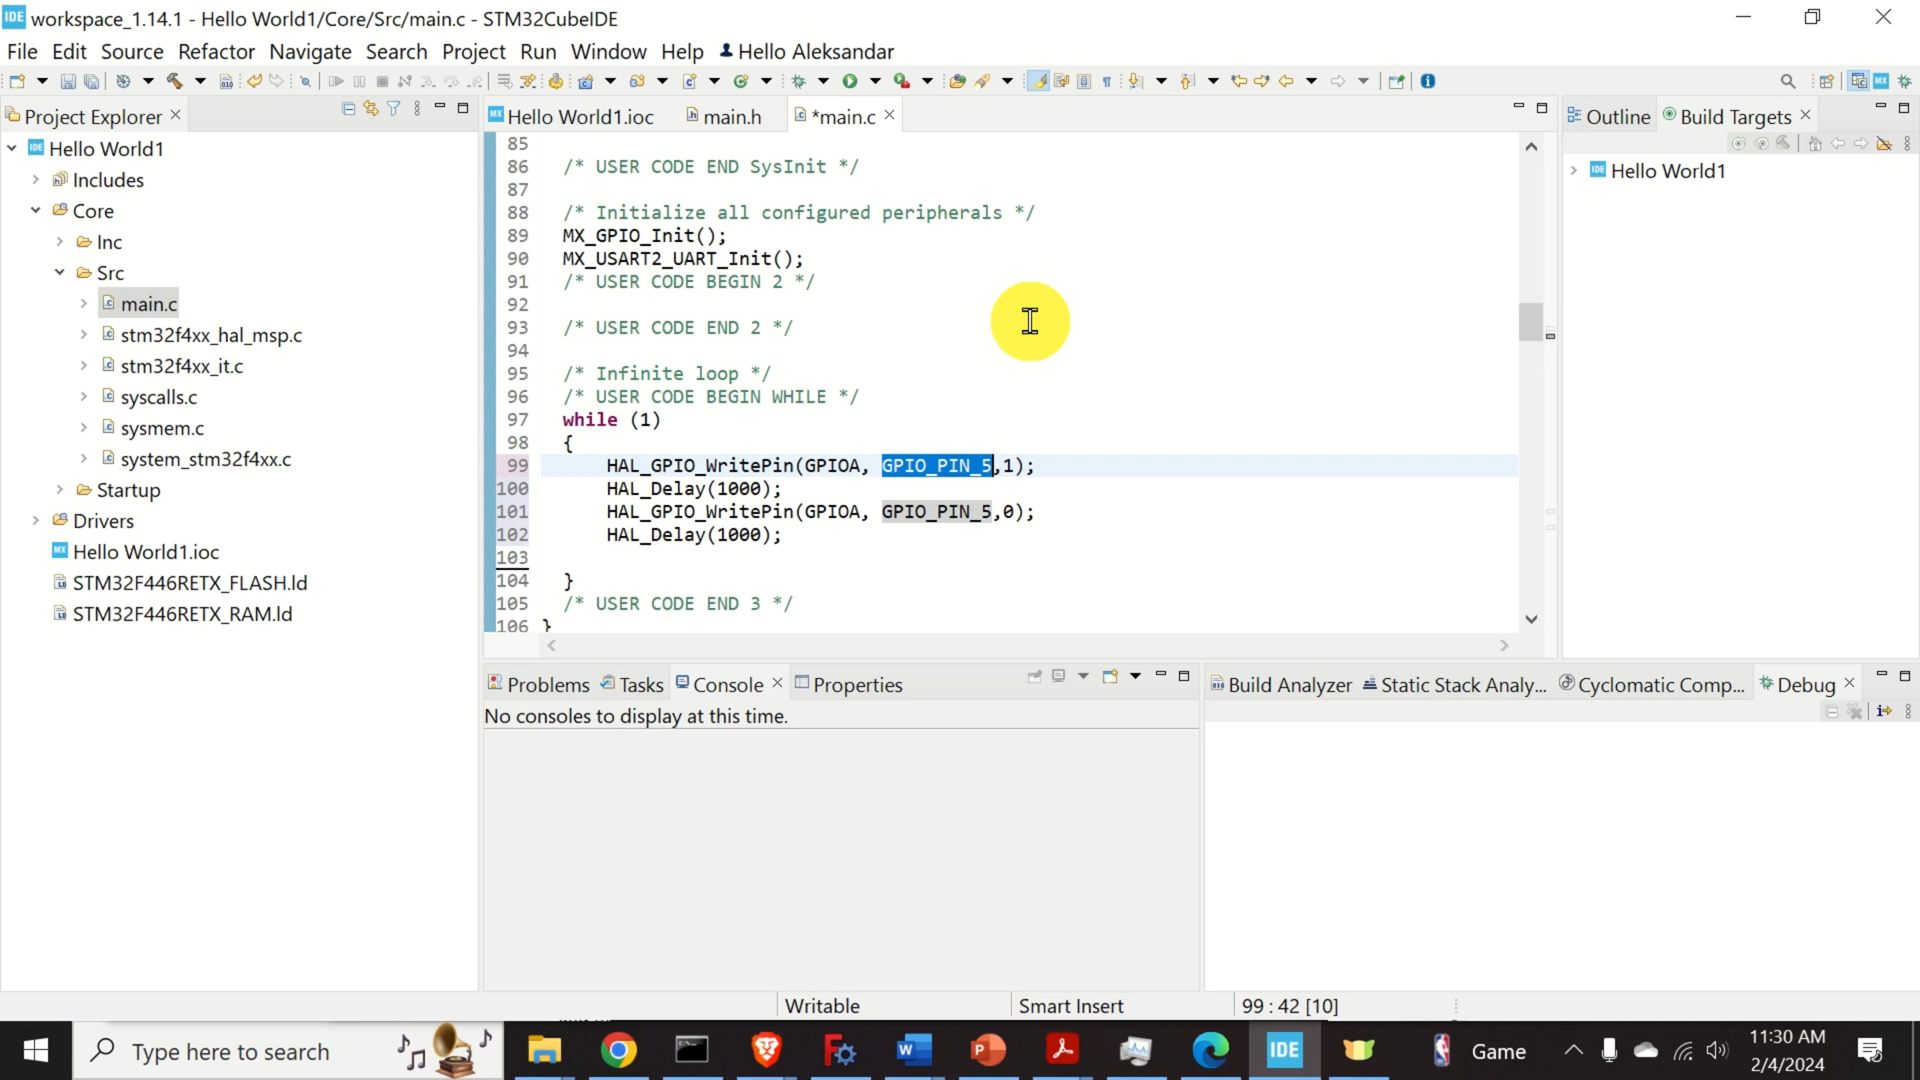 IDE workspace_1.14.1 - Hello World1/Core/Src/main.c - STM32CubeIDE
File Edit Source Refactor Navigate Search Project Run Window Help Hello Aleksandar
Project Explorer
IDE Hello World1
Includes
Core
Inc
Src
main.c
stm32f4xx_hal_msp.c
stm32f4xx_it.c
syscalls.c
sysmem.c
system_stm32f4xx.c
Startup
Drivers
MX Hello World1.ioc
STM32F446RETX_FLASH.ld
STM32F446RETX_RAM.ld
MX Hello World1.ioc main.h *main.c
85
86 /* USER CODE END SysInit */
87
88 /* Initialize all configured peripherals */
89 MX_GPIO_Init();
90 MX_USART2_UART_Init();
91 /* USER CODE BEGIN 2 */
92
93 /* USER CODE END 2 */
94
95 /* Infinite loop */
96 /* USER CODE BEGIN WHILE */
97 while (1)
98 {
99 HAL_GPIO_WritePin(GPIOA, GPIO_PIN_5,1);
100 HAL_Delay(1000);
101 HAL_GPIO_WritePin(GPIOA, GPIO_PIN_5,0);
102 HAL_Delay(1000);
103
104 }
105 /* USER CODE END 3 */
106 }
Outline Build Targets
IDE Hello World1
Problems Tasks Console Properties
No consoles to display at this time.
Build Analyzer Static Stack Analy... Cyclomatic Comp... Debug
Writable Smart Insert 99 : 42 [10]
Type here to search
IDE
Game
11:30 AM
2/4/2024